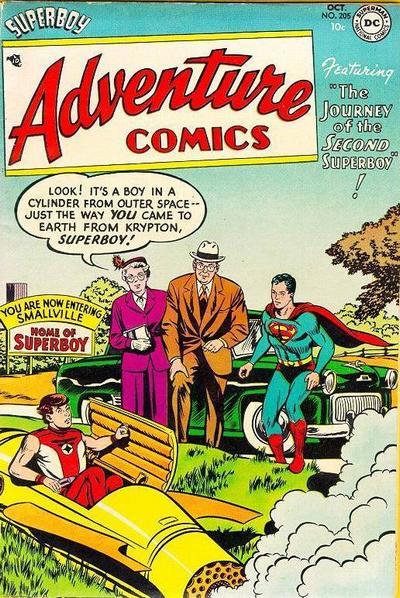 SUPERBOY
OCT.
NO. 205
10¢
SUPERMAN
DC
NATIONAL COMICS
Adventure
COMICS
Featuring
"The
JOURNEY
of the
SECOND
SUPERBOY"
!
LOOK! IT'S A BOY IN A
CYLINDER FROM OUTER SPACE--
JUST THE WAY YOU CAME TO
EARTH FROM KRYPTON,
SUPERBOY!
YOU ARE NOW ENTERING
SMALLVILLE
HOME OF
SUPERBOY
S